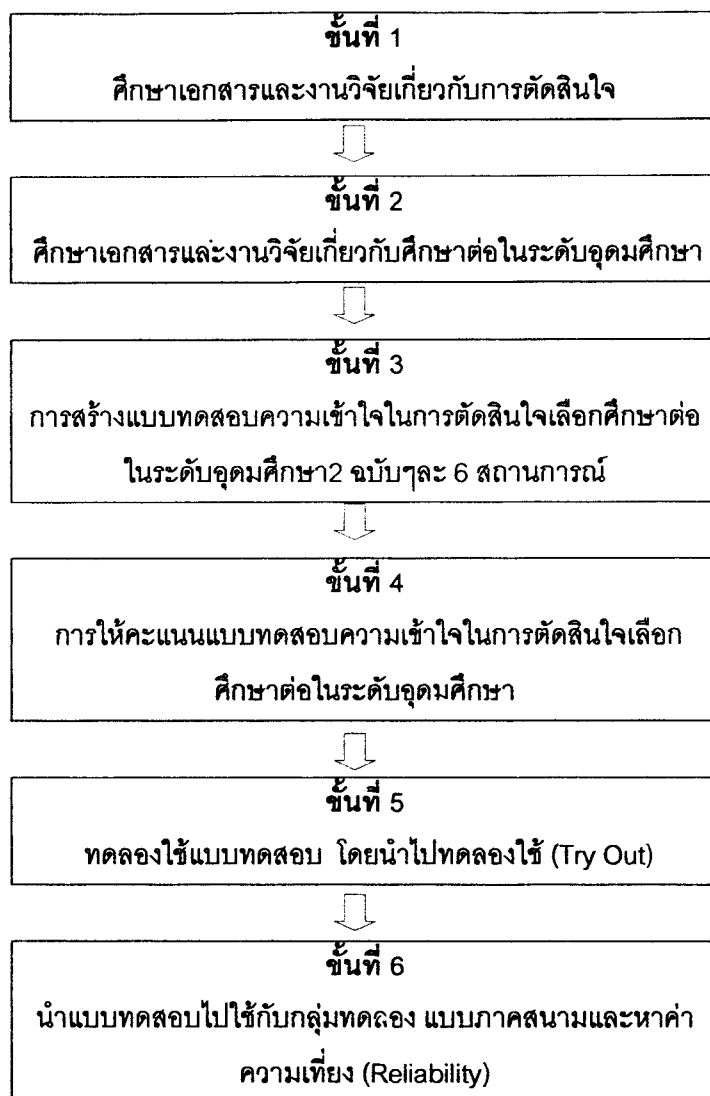 ขั้นที่ 1
ศึกษาเอกสารและงานวิจัยเกี่ยวกับการตัดสินใจ
ขั้นที่ 2
ศึกษาเอกสารและงานวิจัยเกี่ยวกับศึกษาต่อในระดับอุดมศึกษา
ขั้นที่ 3
การสร้างแบบทดสอบความเข้าใจในการตัดสินใจเลือกศึกษาต่อ
ในระดับอุดมศึกษา2 ฉบับๆละ 6 สถานการณ์
ขั้นที่ 4
การให้คะแนนแบบทดสอบความเข้าใจในการตัดสินใจเลือก
ศึกษาต่อในระดับอุดมศึกษา
ขั้นที่ 5
ทดลองใช้แบบทดสอบ โดยนำไปทดลองใช้ (Try Out)
ขั้นที่ 6
นำแบบทดสอบไปใช้กับกลุ่มทดลอง แบบภาคสนามและหาค่า
ความเที่ยง (Reliability)